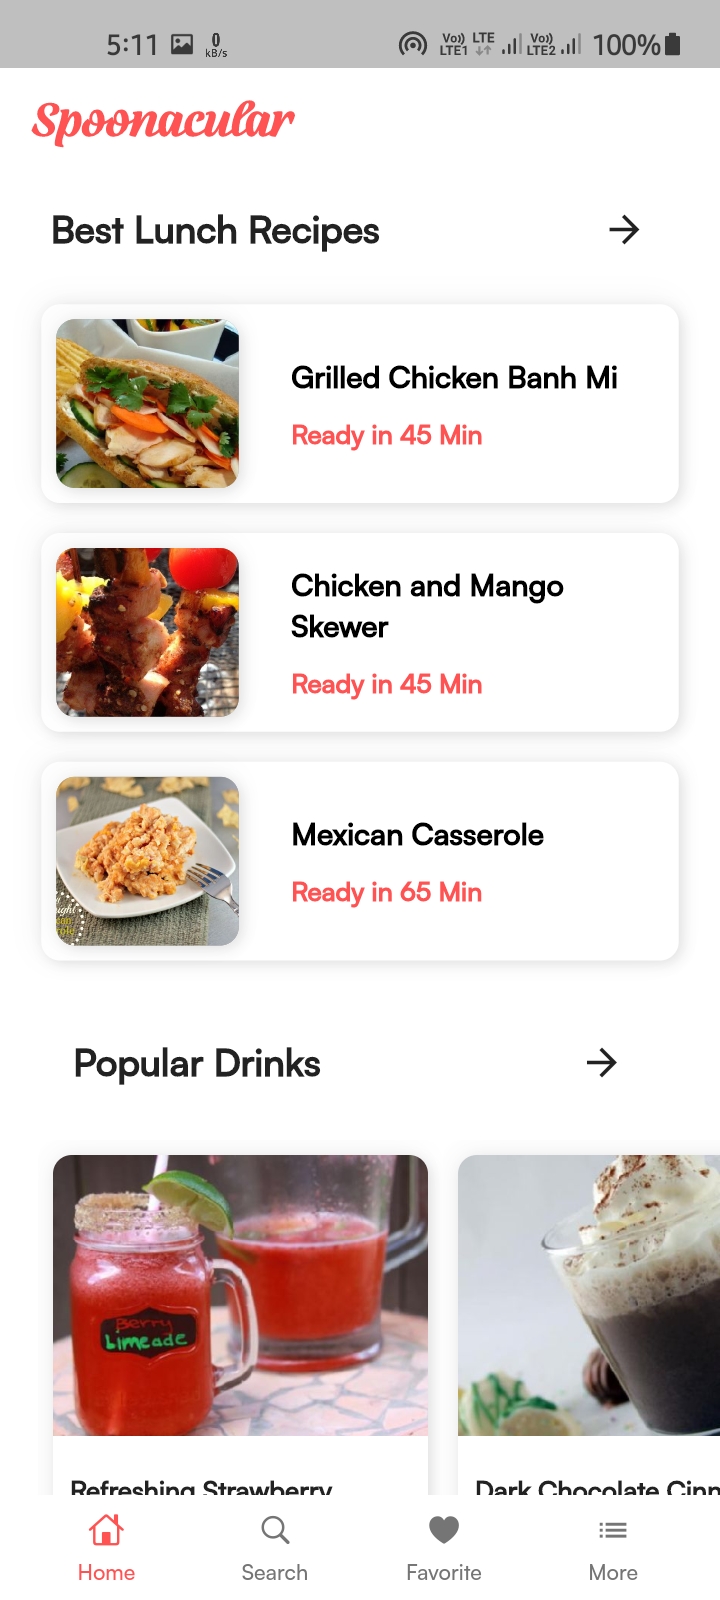 5:11
0
kB/s
Vo)) LTE
LTE1
Vo))
LTE2
100%
Spoonacular
Best Lunch Recipes
Grilled Chicken Banh Mi
Ready in 45 Min
Chicken and Mango
Skewer
Ready in 45 Min
Mexican Casserole
Ready in 65 Min
Popular Drinks
Berry
Limeade
Refreshing Strawberry
Dark Chocolate Cinn
Home
Search
Favorite
More